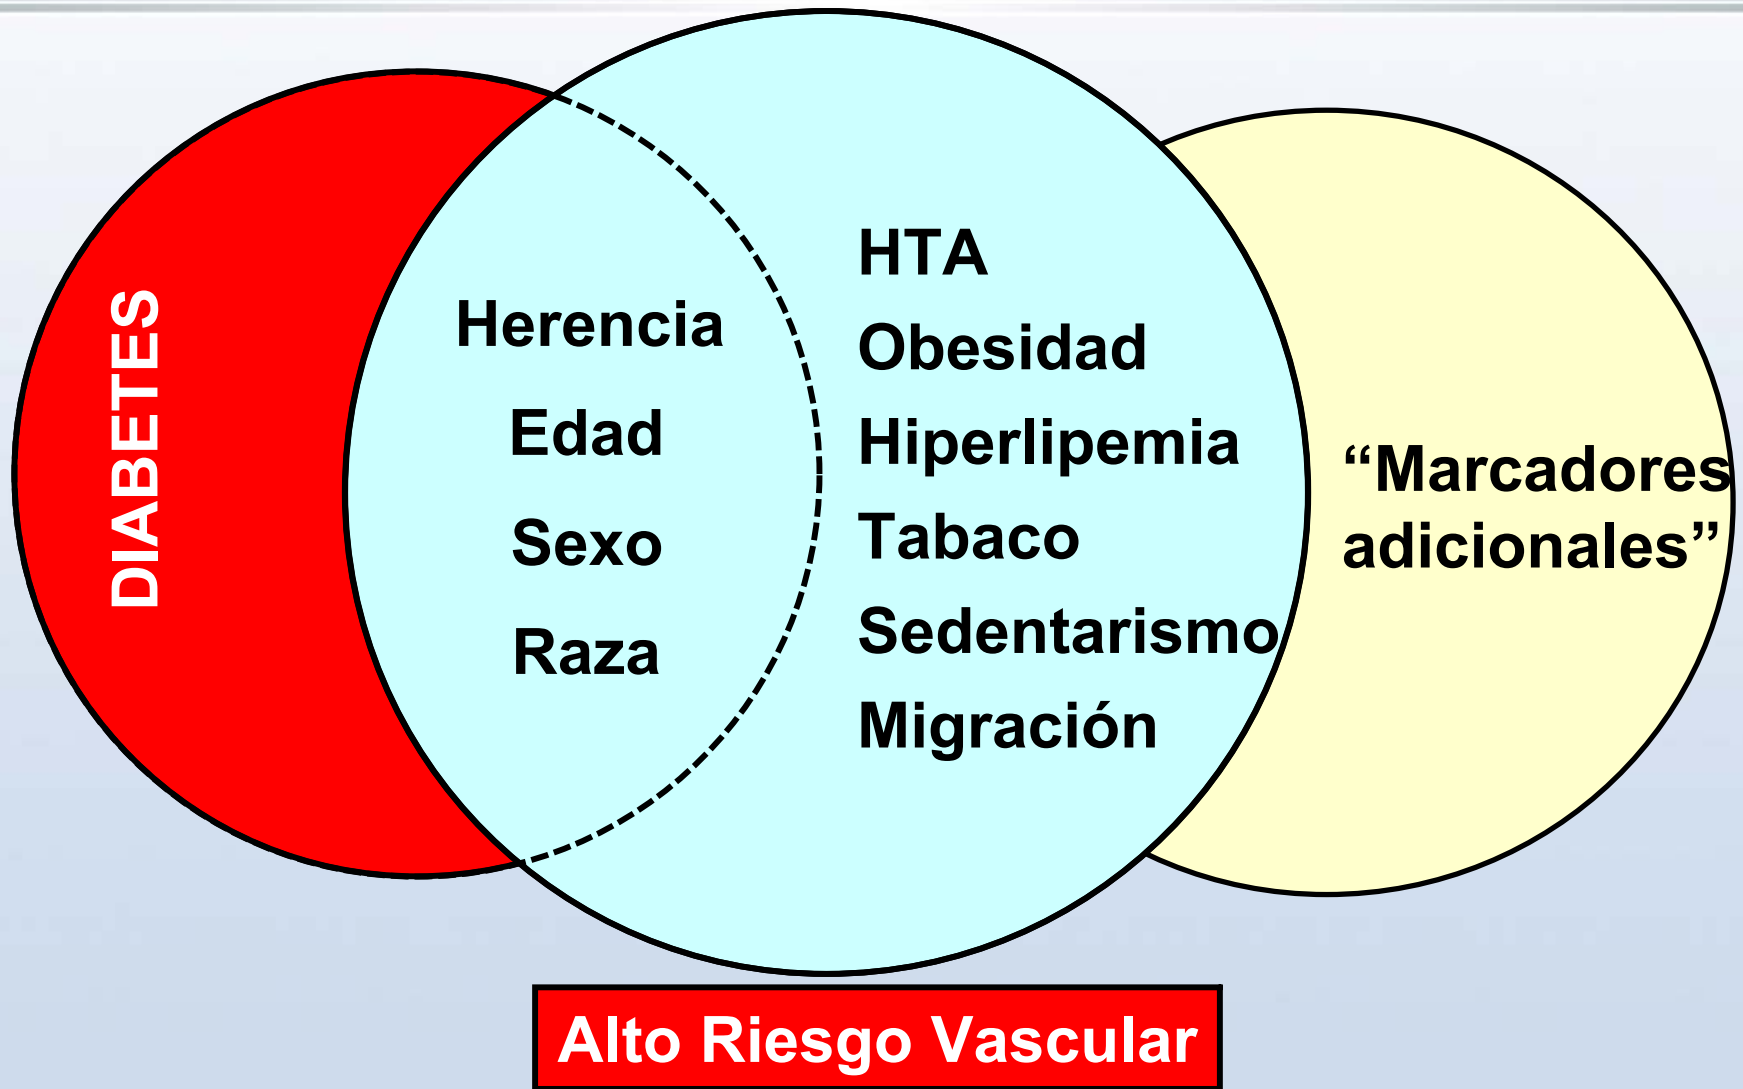 DIABETES
Herencia
Edad
Sexo
Raza
HTA
Obesidad
Hiperlipemia
Tabaco
Sedentarismo
Migración
“Marcadores
adicionales”
Alto Riesgo Vascular